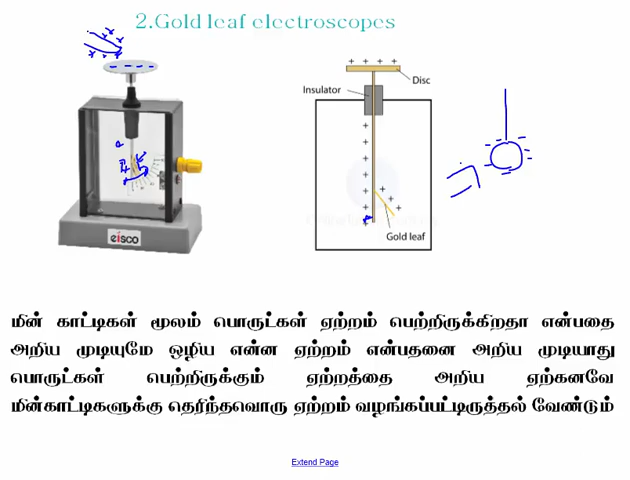 2.Gold leaf electroscopes
Disc
Insulator
Gold leaf
eisco
மின் காட்டிகள் மூலம் பொருட்கள் ஏற்றம் பெற்றிருக்கிறதா என்பதை
அறிய முடியுமே ஒழிய என்ன ஏற்றம் என்பதனை அறிய முடியாது
பொருட்கள் பெற்றிருக்கும் ஏற்றத்தை அறிய ஏற்கனவே
மின்காட்டிகளுக்கு தெரிந்தவொரு ஏற்றம் வழங்கப்பட்டிருத்தல் வேண்டும்
Extend Page